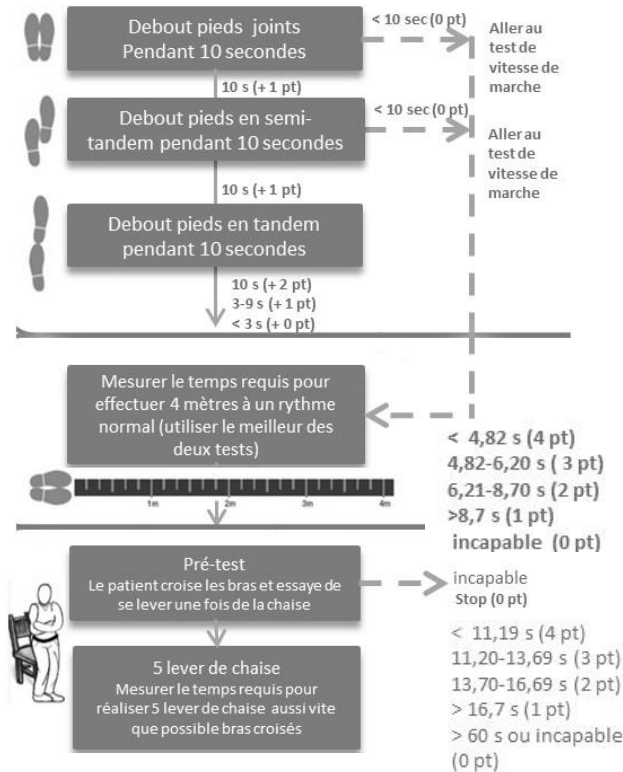 Debout pieds joints
Pendant 10 secondes
< 10 sec (0 pt)
Aller au
test de
vitesse de
marche
10 s (+ 1 pt)
Debout pieds en semi-
tandem pendant 10 secondes
< 10 sec (0 pt)
Aller au
test de
vitesse de
marche
10 s (+ 1 pt)
Debout pieds en tandem
pendant 10 secondes
10 s (+ 2 pt)
3-9 s (+ 1 pt)
< 3 s (+ 0 pt)
Mesurer le temps requis pour
effectuer 4 mètres à un rythme
normal (utiliser le meilleur des
deux tests)
< 4,82 s (4 pt)
4,82-6,20 s ( 3 pt)
6,21-8,70 s (2 pt)
>8,7 s (1 pt)
incapable (0 pt)
1m 2m 3m 4m
Pré-test
Le patient croise les bras et essaye de
se lever une fois de la chaise
incapable
Stop (0 pt)
5 lever de chaise
Mesurer le temps requis pour
réaliser 5 lever de chaise aussi vite
que possible bras croisés
< 11,19 s (4 pt)
11,20-13,69 s (3 pt)
13,70-16,69 s (2 pt)
> 16,7 s (1 pt)
> 60 s ou incapable
(0 pt)